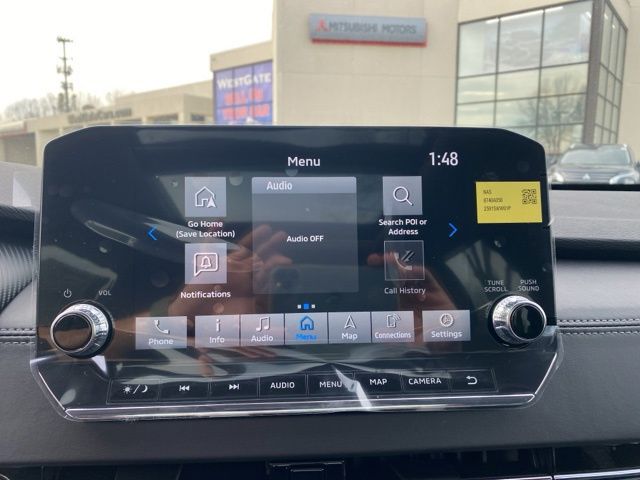 MITSUBISHI MOTORS
WESTGATE
Menu
1:48
Go Home
(Save Location)
Audio
Audio OFF
Search POI or
Address
Notifications
Call History
NAS
VOL
TUNE
SCROLL
PUSH
SOUND
Phone
Info
Audio
Menu
Map
Connections
Settings
AUDIO
MENU
MAP
CAMERA